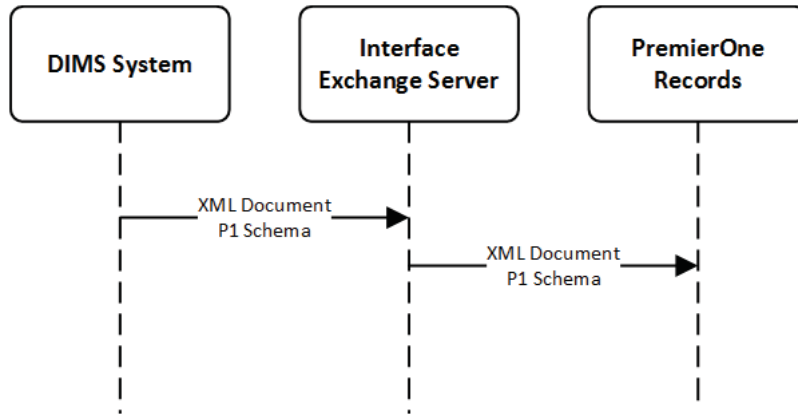 DIMS System
Interface
Exchange Server
PremierOne
Records
XML Document
P1 Schema
XML Document
P1 Schema